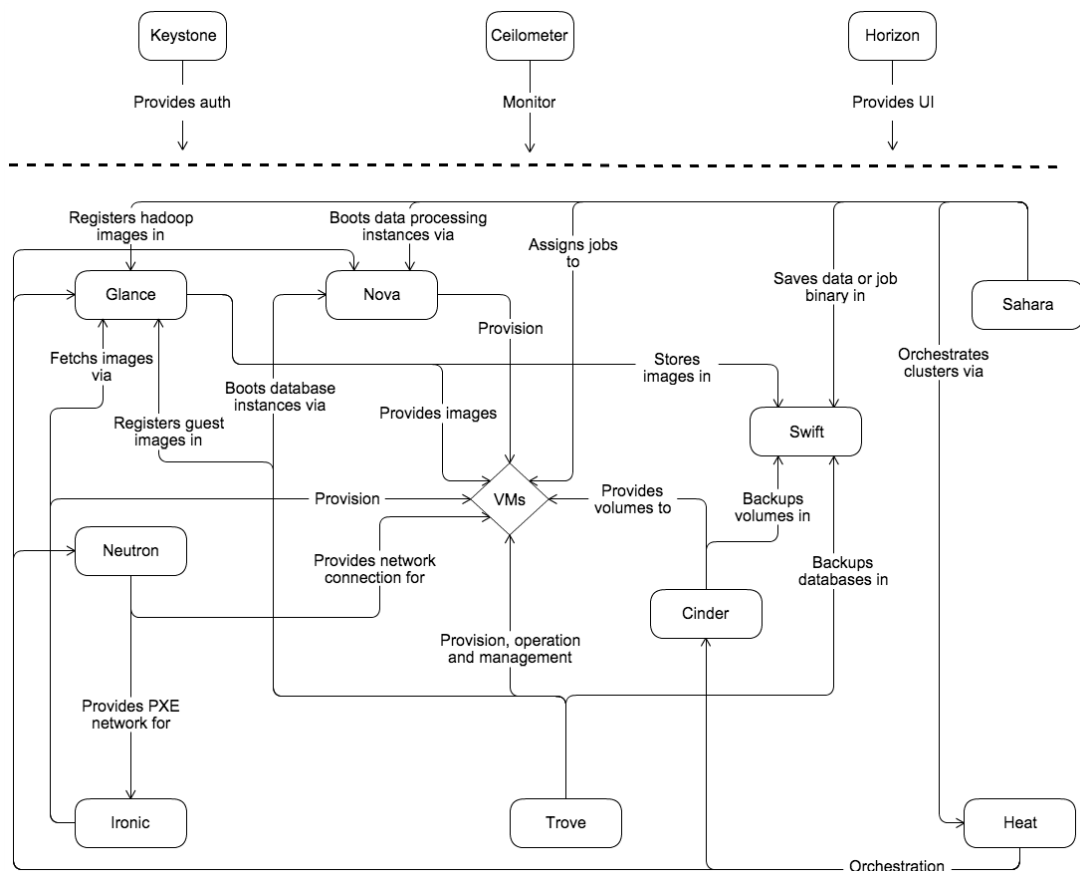 Keystone
Ceilometer
Horizon
Provides auth
Monitor
Provides UI
Registers hadoop
images in
Boots data processing
instances via
Assigns jobs
to
Saves data or job
binary in
Glance
Nova
Sahara
Provision
Fetchs images
via
Stores
images in
Orchestrates
clusters via
Boots database
instances via
Provides images
Registers guest
images in
Swift
Provision
VMs
Provides
volumes to
Backups
volumes in
Neutron
Provides network
connection for
Backups
databases in
Cinder
Provision, operation
and management
Provides PXE
network for
Ironic
Trove
Heat
Orchestration